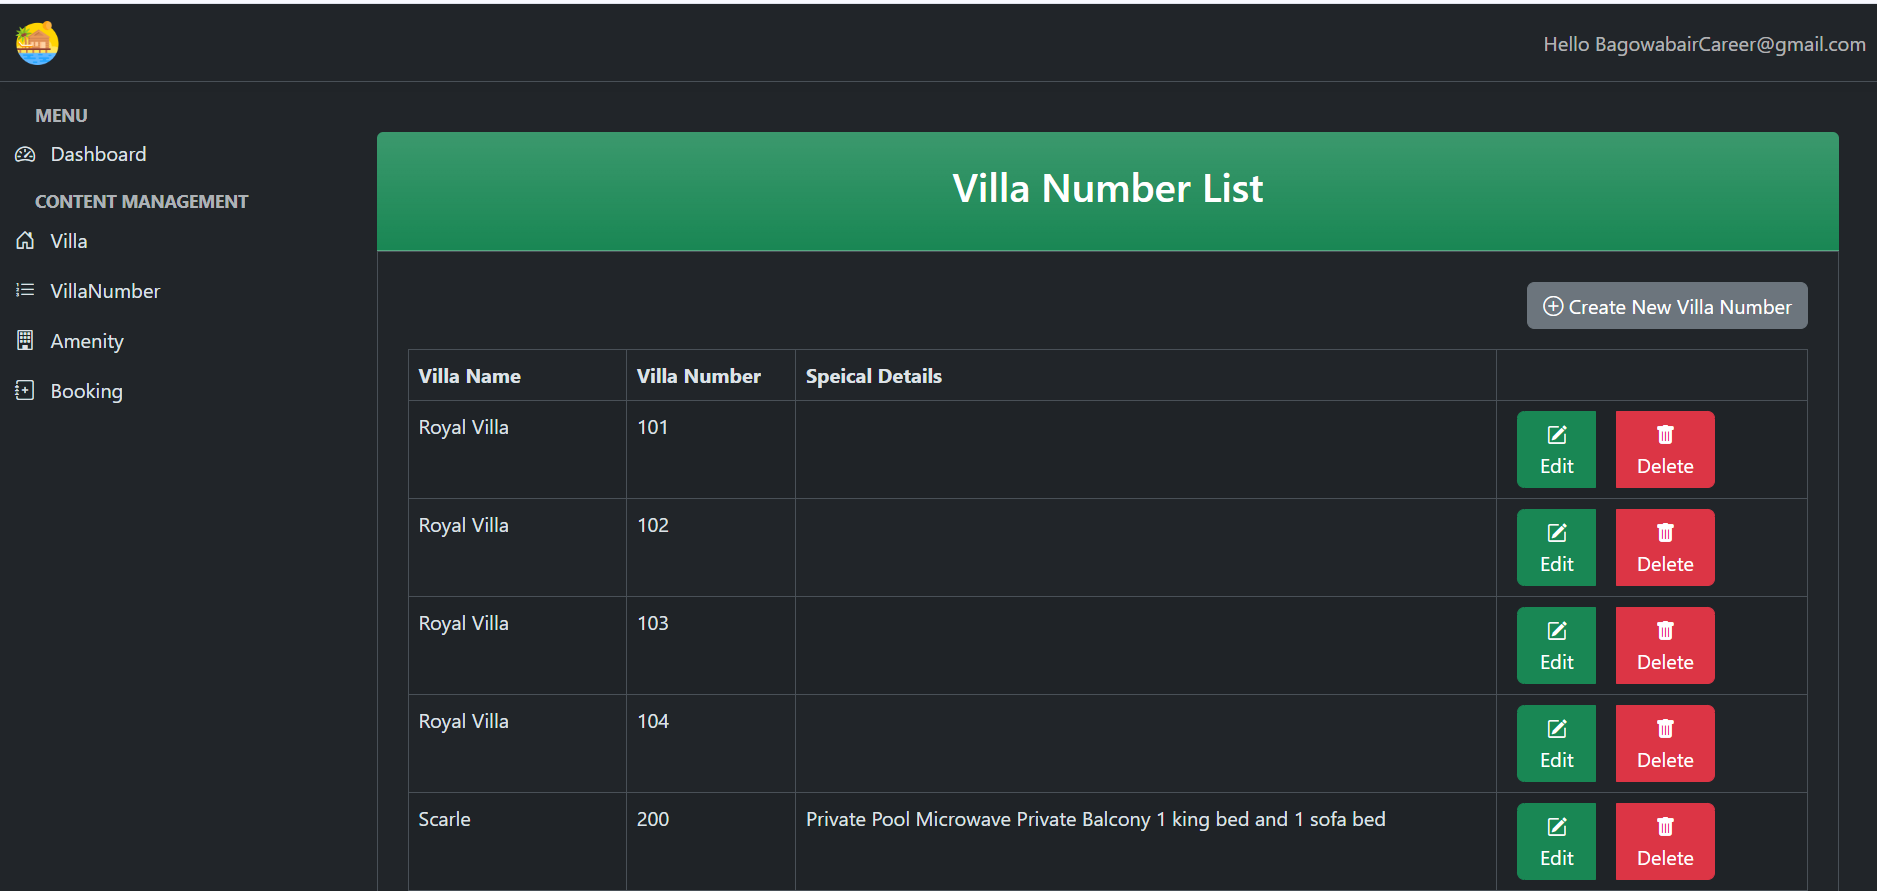 Hello BagowabairCareer@gmail.com
MENU
Dashboard
CONTENT MANAGEMENT
Villa
VillaNumber
Amenity
Booking
Villa Number List
Create New Villa Number
Villa Name Villa Number Speical Details
Royal Villa 101 Edit Delete
Royal Villa 102 Edit Delete
Royal Villa 103 Edit Delete
Royal Villa 104 Edit Delete
Scarle 200 Private Pool Microwave Private Balcony 1 king bed and 1 sofa bed Edit Delete